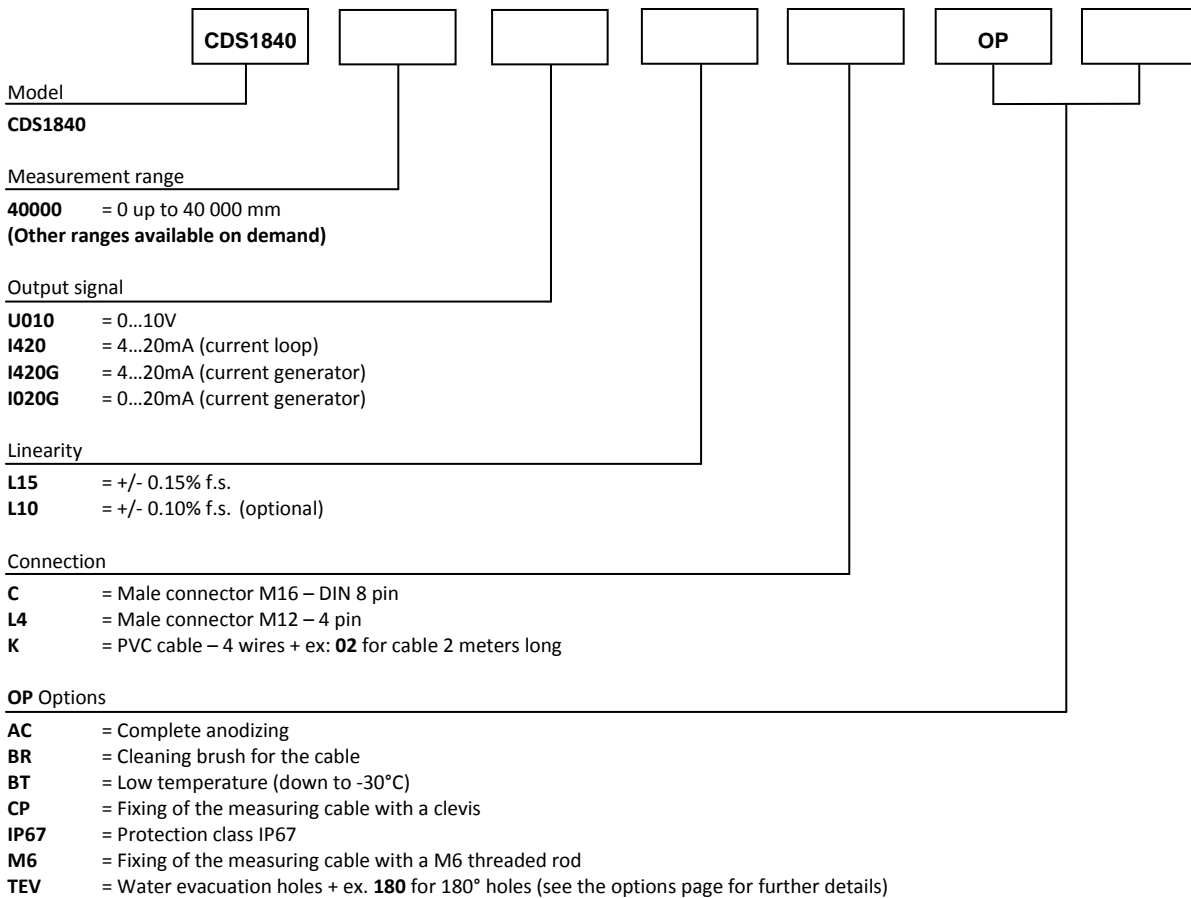 CDS1840 OP
Model
CDS1840
Measurement range
40000 = 0 up to 40 000 mm
(Other ranges available on demand)
Output signal
U010 = 0…10V
I420 = 4…20mA (current loop)
I420G = 4…20mA (current generator)
I020G = 0…20mA (current generator)
Linearity
L15 = +/- 0.15% f.s.
L10 = +/- 0.10% f.s. (optional)
Connection
C = Male connector M16 – DIN 8 pin
L4 = Male connector M12 – 4 pin
K = PVC cable – 4 wires + ex: 02 for cable 2 meters long
OP Options
AC = Complete anodizing
BR = Cleaning brush for the cable
BT = Low temperature (down to -30°C)
CP = Fixing of the measuring cable with a clevis
IP67 = Protection class IP67
M6 = Fixing of the measuring cable with a M6 threaded rod
TEV = Water evacuation holes + ex. 180 for 180° holes (see the options page for further details)